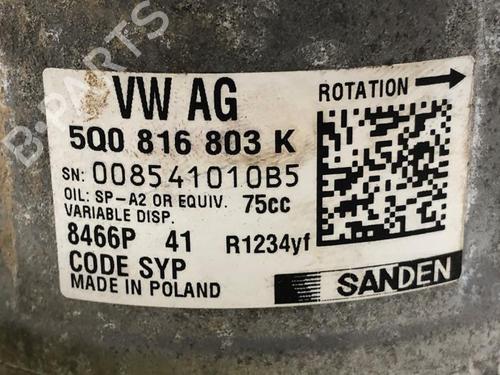 B-PARTS
VW AG
ROTATION
5Q0 816 803 K
SN: 008541010B5
OIL: SP-A2 OR EQUIV. 75cc
VARIABLE DISP.
8466P 41 R1234yf
CODE SYP
MADE IN POLAND
SANDEN